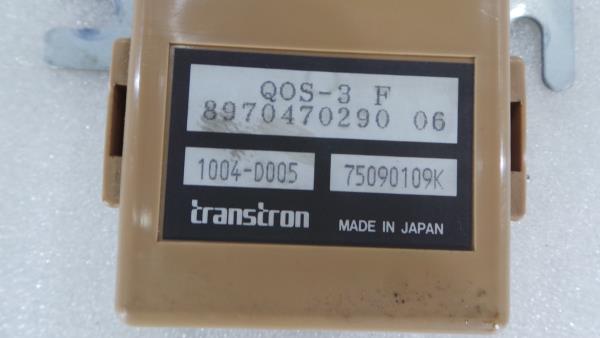 QOS-3 F
8970470290 06
1004-D005 75090109K
transtron MADE IN JAPAN